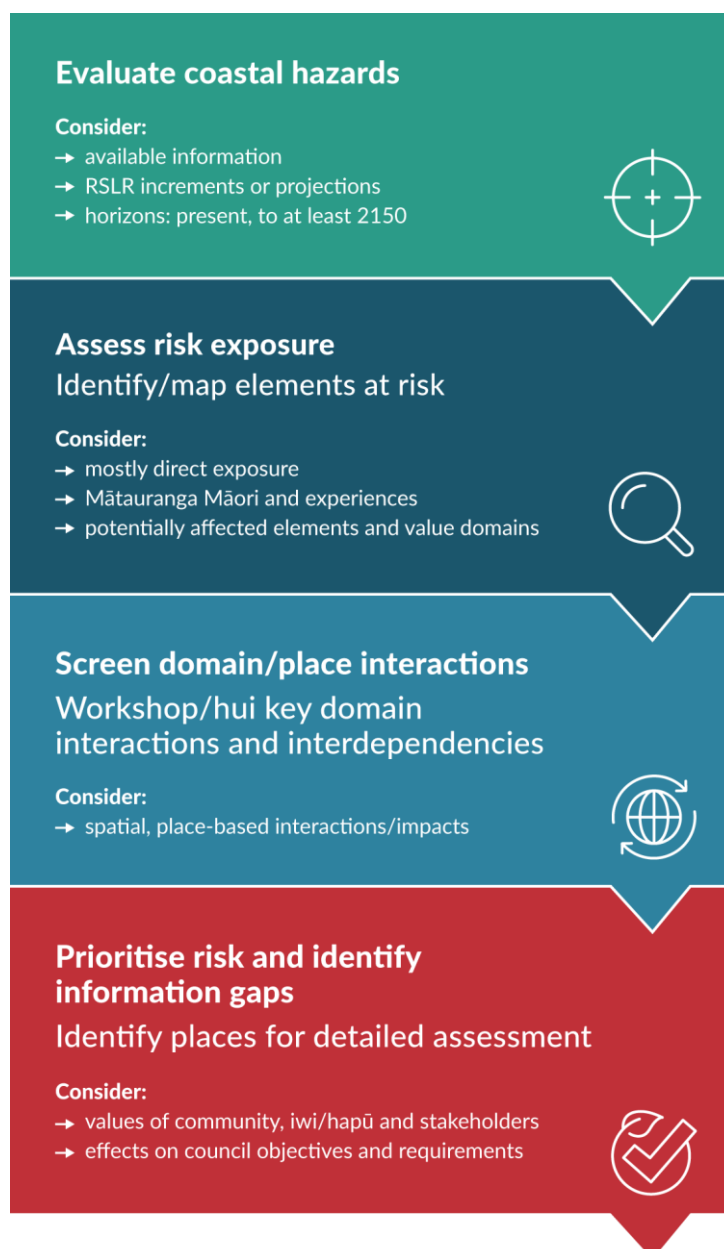 Evaluate coastal hazards
Consider:
→ available information
→ RSLR increments or projections
→ horizons: present, to at least 2150
Assess risk exposure
Identify/map elements at risk
Consider:
→ mostly direct exposure
→ Mātauranga Māori and experiences
→ potentially affected elements and value domains
Screen domain/place interactions
Workshop/hui key domain
interactions and interdependencies
Consider:
→ spatial, place-based interactions/impacts
Prioritise risk and identify
information gaps
Identify places for detailed assessment
Consider:
→ values of community, iwi/hapū and stakeholders
→ effects on council objectives and requirements